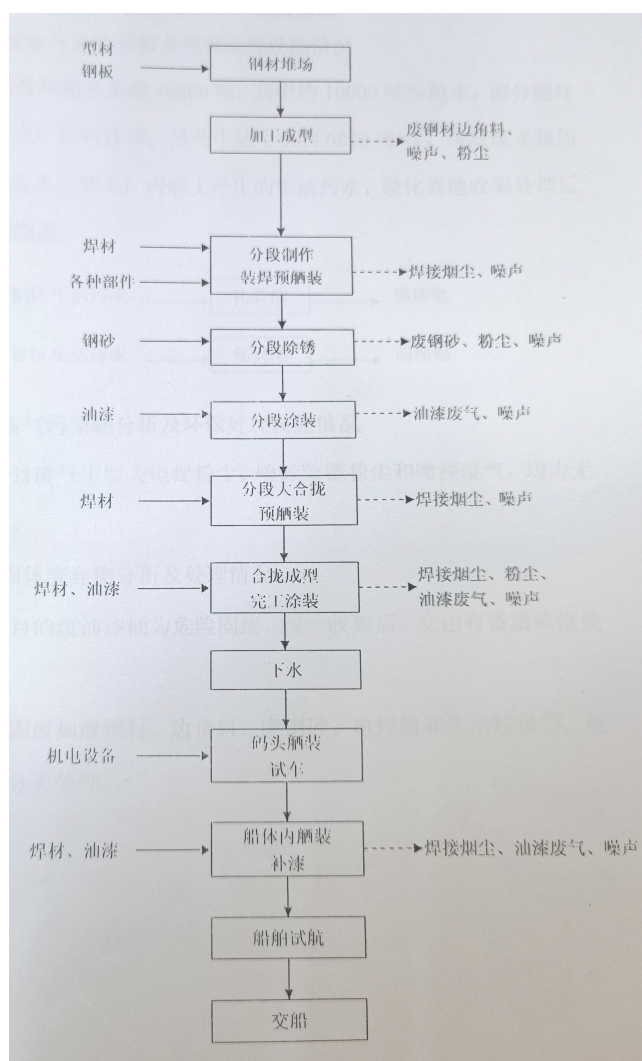 型材
钢板
钢材堆场
加工成型
废钢材边角料、
噪声、粉尘
焊材
各种部件
分段制作
装焊预舾装
焊接烟尘、噪声
钢砂
分段除锈
废钢砂、粉尘、噪声
油漆
分段涂装
油漆废气、噪声
焊材
分段大合拢
预舾装
焊接烟尘、噪声
焊材、油漆
合拢成型
完工涂装
焊接烟尘、粉尘、
油漆废气、噪声
下水
机电设备
码头舾装
试车
焊材、油漆
船体内舾装
补漆
焊接烟尘、油漆废气、噪声
船舶试航
交船